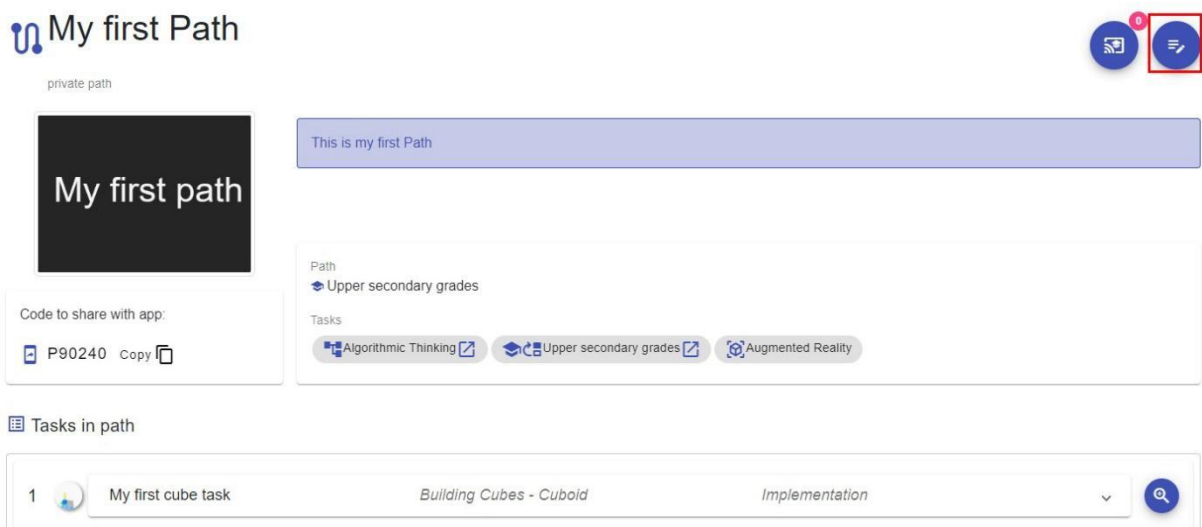 My first Path
0
private path
My first path
This is my first Path
Code to share with app:
P90240 Copy
Path
Upper secondary grades
Tasks
Algorithmic Thinking Upper secondary grades Augmented Reality
Tasks in path
1 My first cube task Building Cubes - Cuboid Implementation